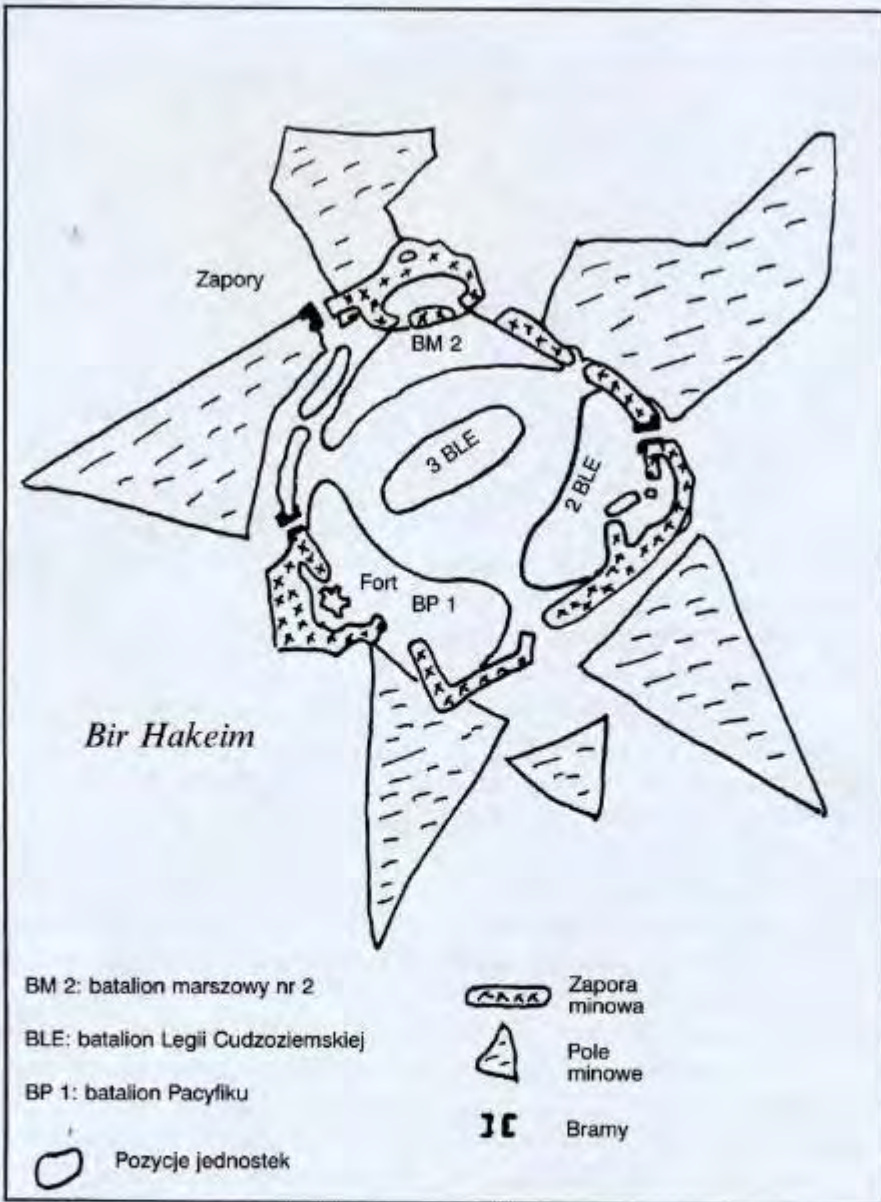 Zapory
BM 2
3 BLE
2 BLE
Fort
BP 1
Bir Hakeim
BM 2: batalion marszowy nr 2
BLE: batalion Legii Cudzoziemskiej
BP 1: batalion Pacyfiku
Pozycje jednostek
Zapora
minowa
Pole
minowe
Bramy